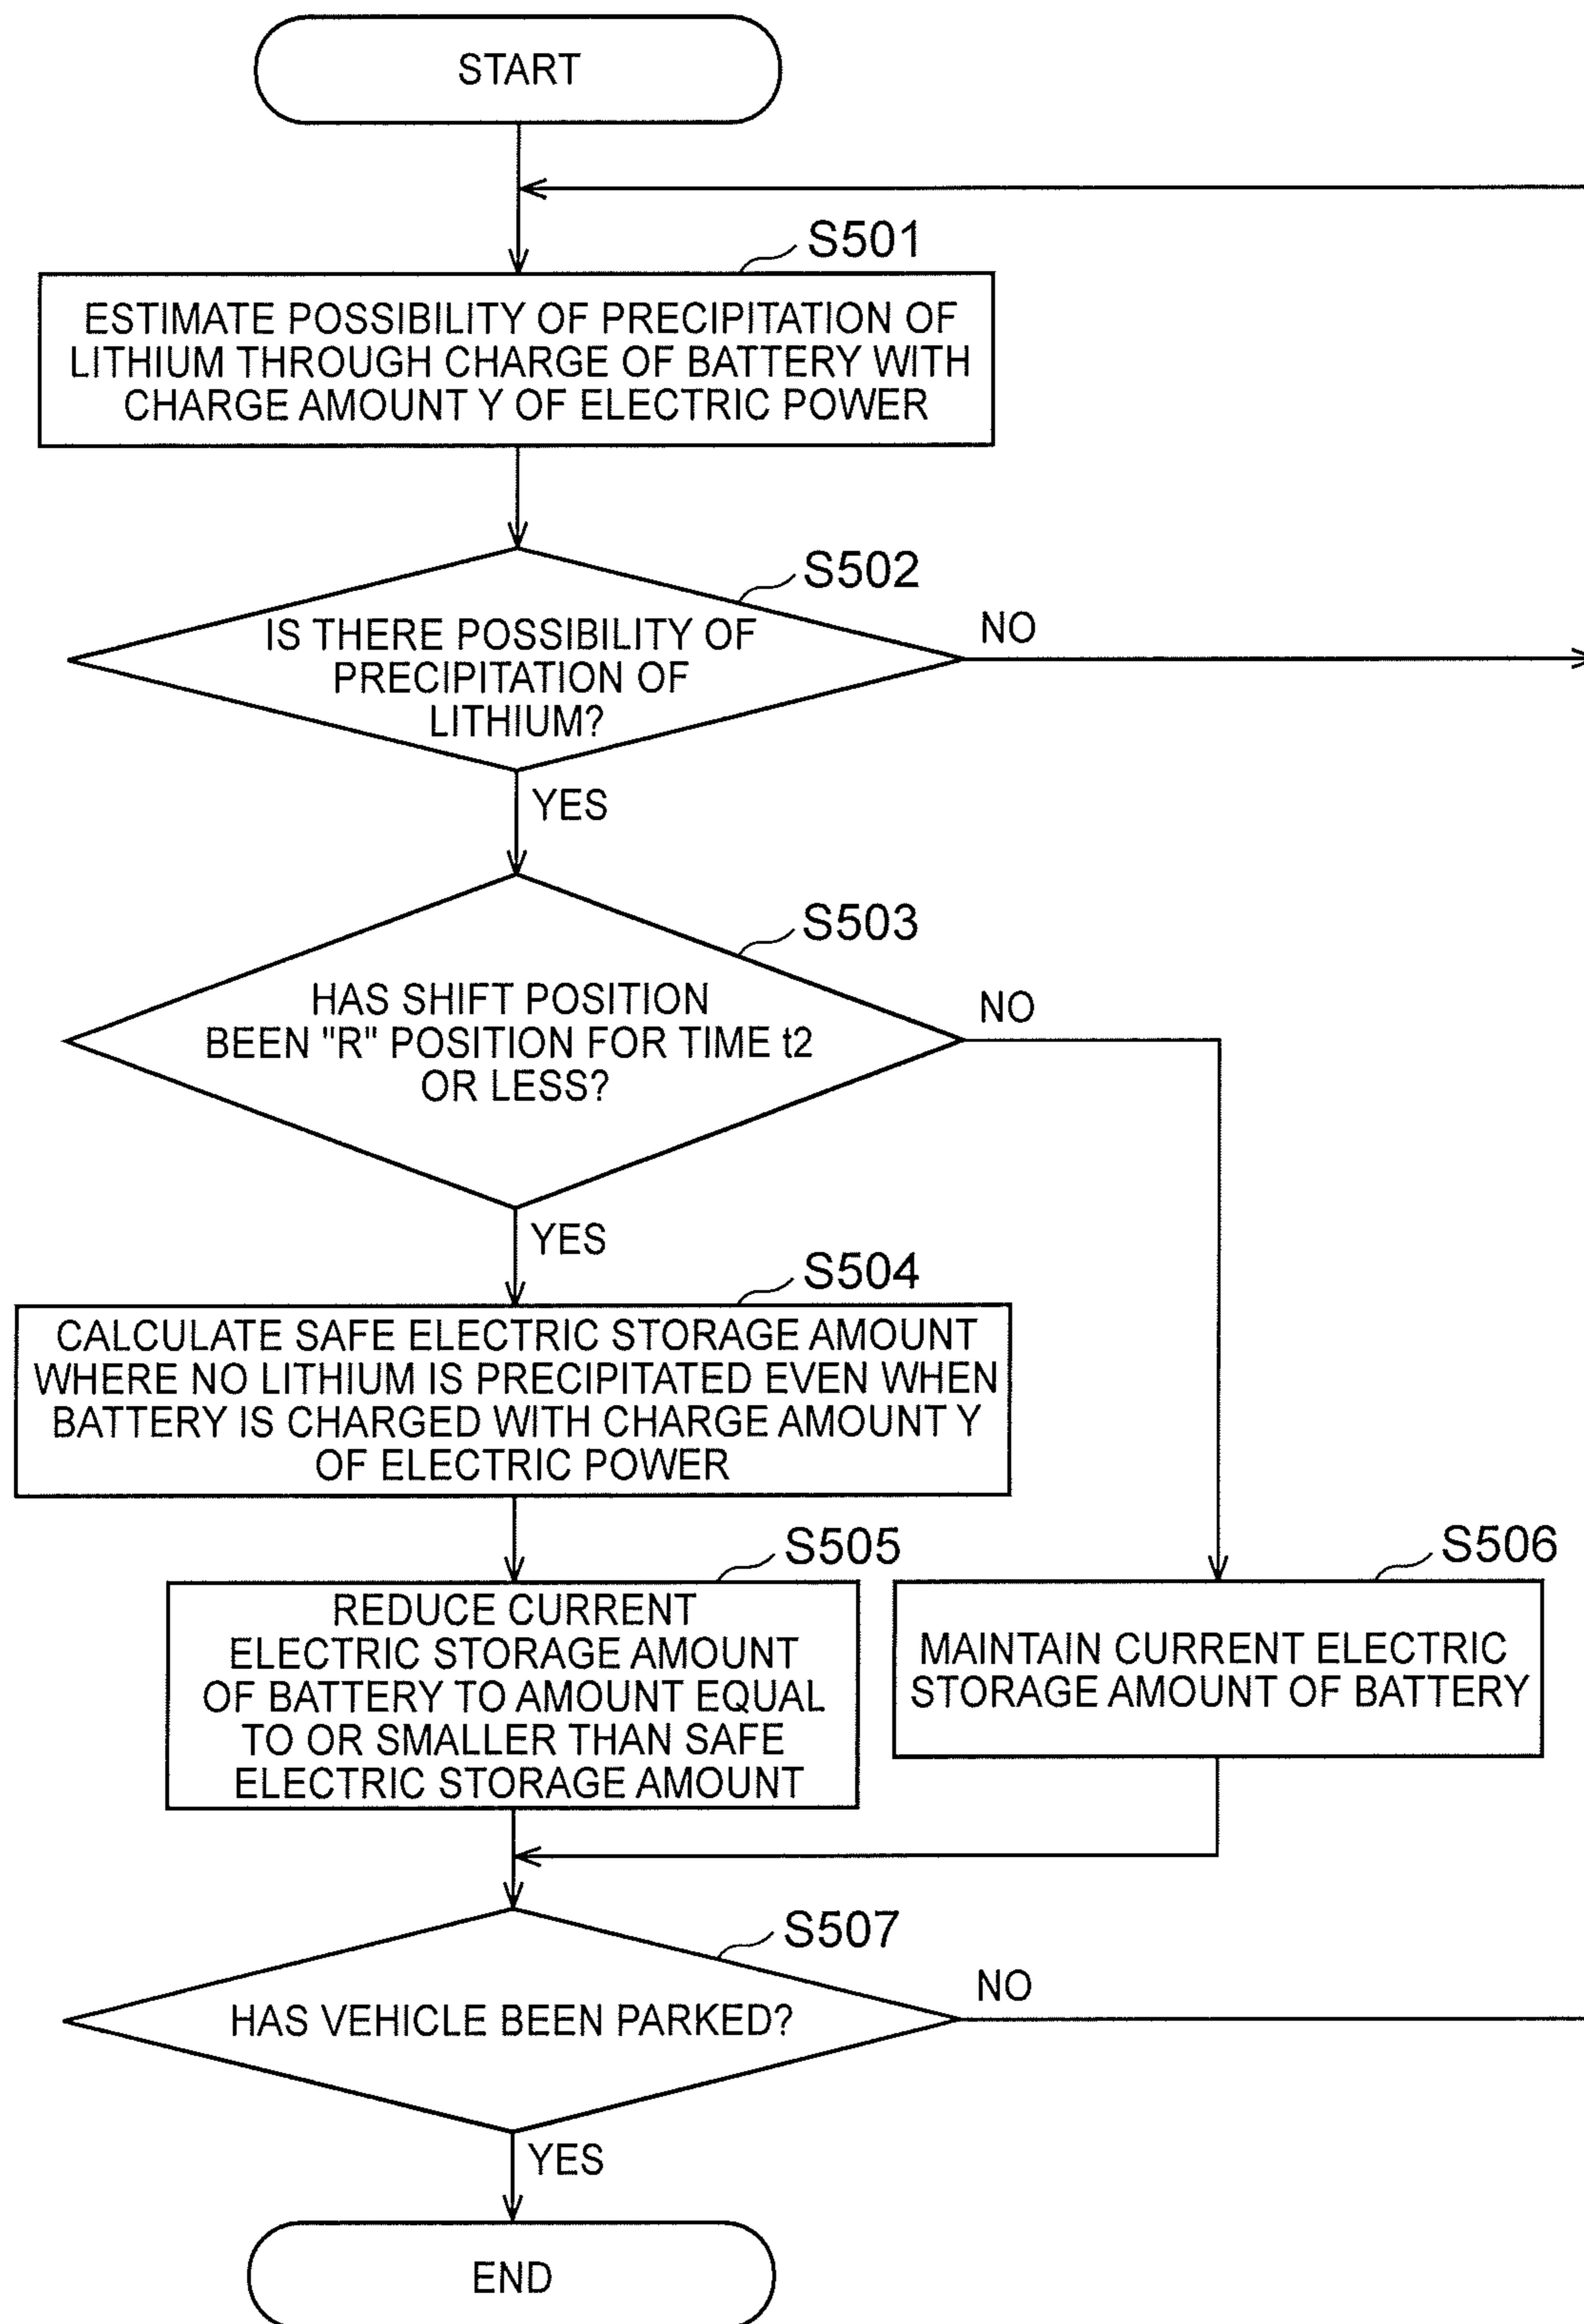 START
S501
ESTIMATE POSSIBILITY OF PRECIPITATION OF
LITHIUM THROUGH CHARGE OF BATTERY WITH
CHARGE AMOUNT Y OF ELECTRIC POWER
S502
IS THERE POSSIBILITY OF
PRECIPITATION OF
LITHIUM?
NO
YES
S503
HAS SHIFT POSITION
BEEN "R" POSITION FOR TIME t2
OR LESS?
NO
YES
S504
CALCULATE SAFE ELECTRIC STORAGE AMOUNT
WHERE NO LITHIUM IS PRECIPITATED EVEN WHEN
BATTERY IS CHARGED WITH CHARGE AMOUNT Y
OF ELECTRIC POWER
S505
REDUCE CURRENT
ELECTRIC STORAGE AMOUNT
OF BATTERY TO AMOUNT EQUAL
TO OR SMALLER THAN SAFE
ELECTRIC STORAGE AMOUNT
S506
MAINTAIN CURRENT ELECTRIC
STORAGE AMOUNT OF BATTERY
S507
HAS VEHICLE BEEN PARKED?
NO
YES
END